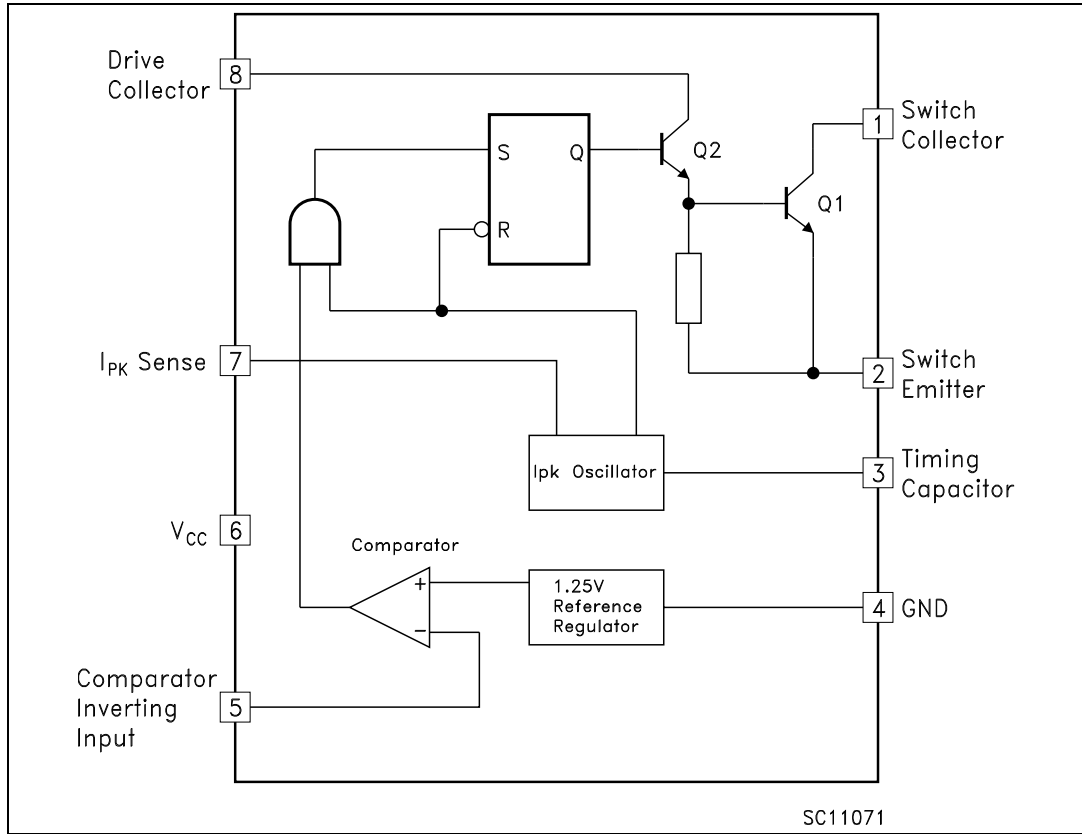 Drive
Collector
8
1
Switch
Collector
S
Q
Q2
Q1
R
I_PK Sense
7
2
Switch
Emitter
Ipk Oscillator
3
Timing
Capacitor
V_CC
6
Comparator
+
−
1.25V
Reference
Regulator
4
GND
Comparator
Inverting
Input
5
SC11071